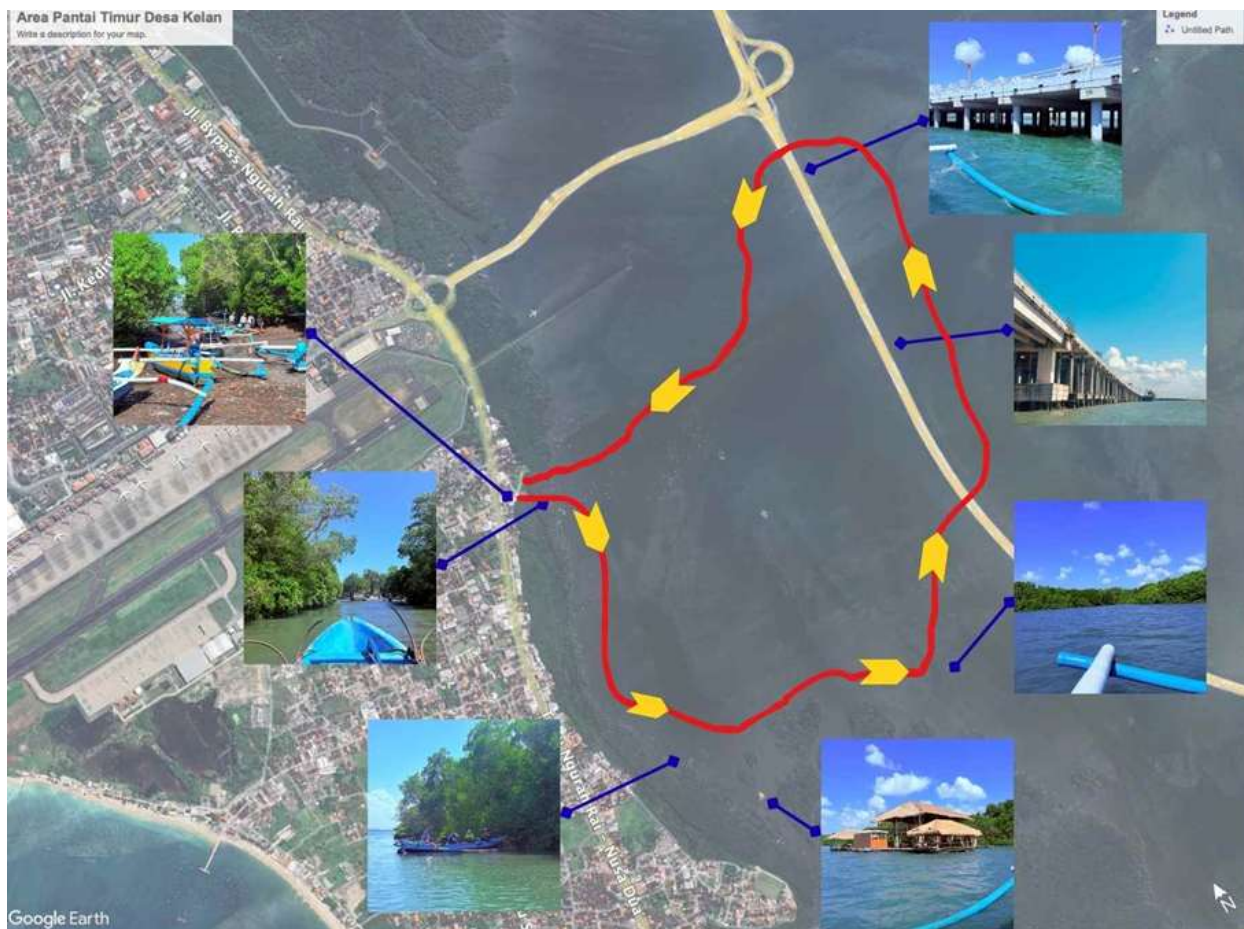 Area Pantai Timur Desa Kelan
Write a description for your map.
Legend
Untitled Path
Jl. Bypass Ngurah Rai
Jl.
Jl. Kediri
Ngurah Rai - Nusa Dua
N
Google Earth